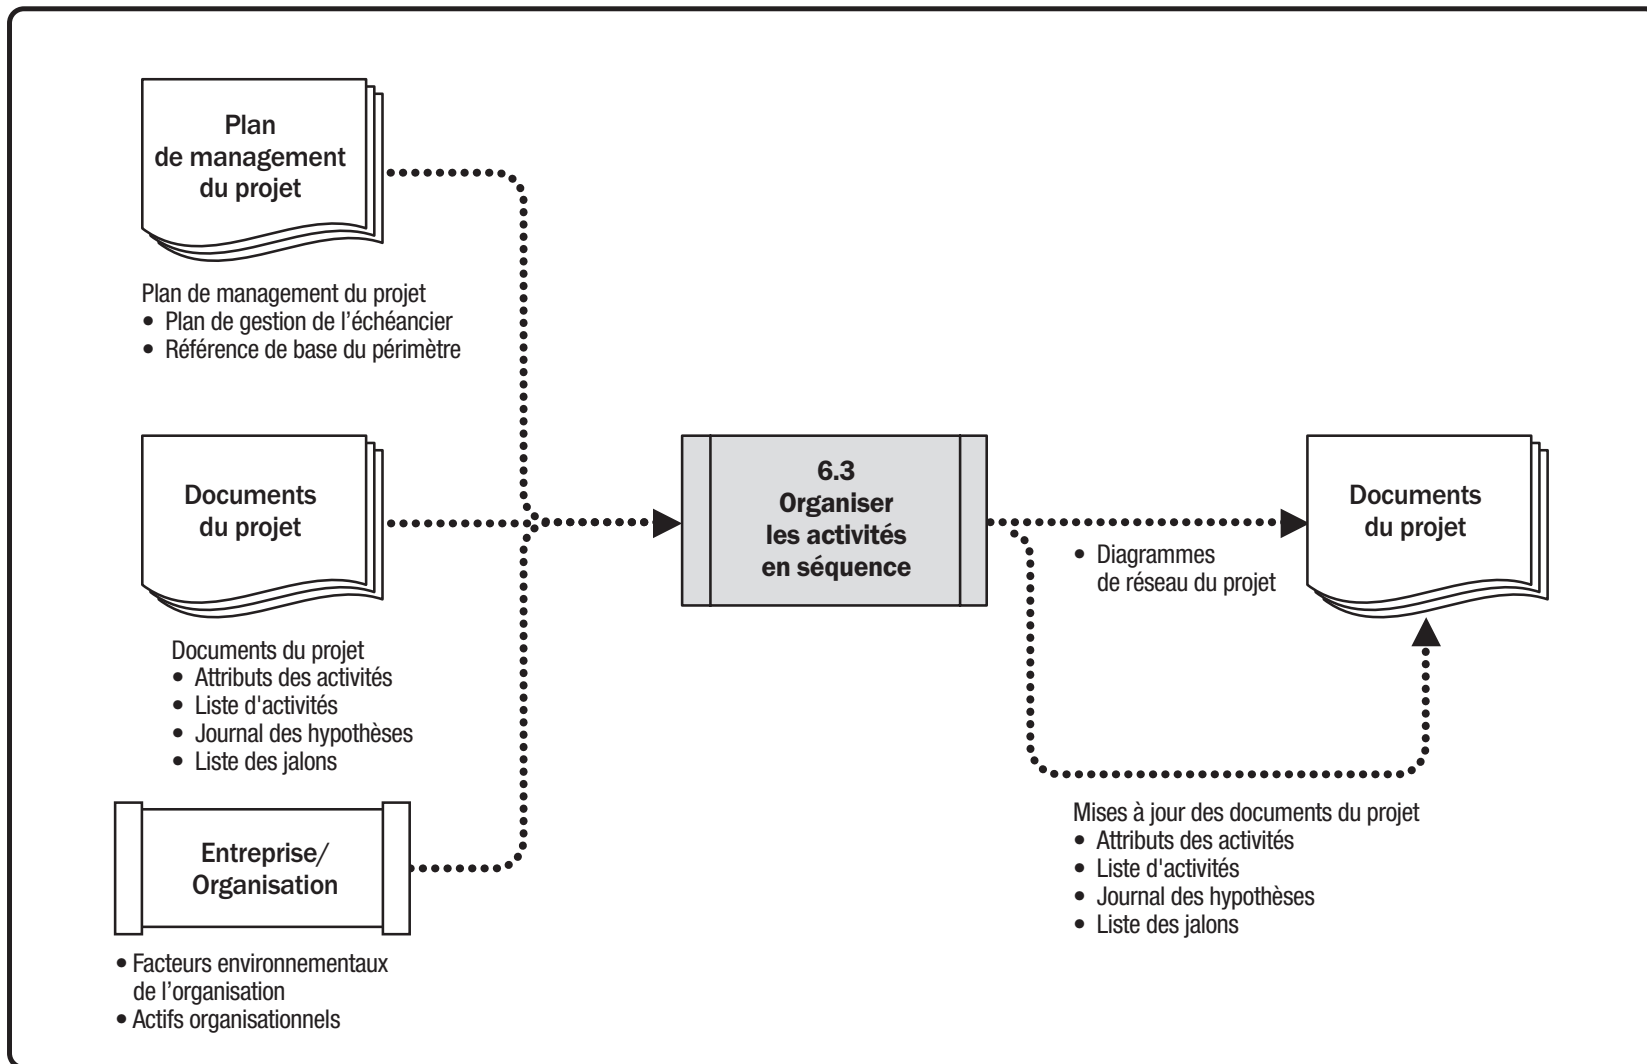 Plan
de management
du projet
Plan de management du projet
• Plan de gestion de l’échéancier
• Référence de base du périmètre
Documents
du projet
Documents du projet
• Attributs des activités
• Liste d'activités
• Journal des hypothèses
• Liste des jalons
Entreprise/
Organisation
• Facteurs environnementaux
de l’organisation
• Actifs organisationnels
6.3
Organiser
les activités
en séquence
• Diagrammes
de réseau du projet
Documents
du projet
Mises à jour des documents du projet
• Attributs des activités
• Liste d'activités
• Journal des hypothèses
• Liste des jalons